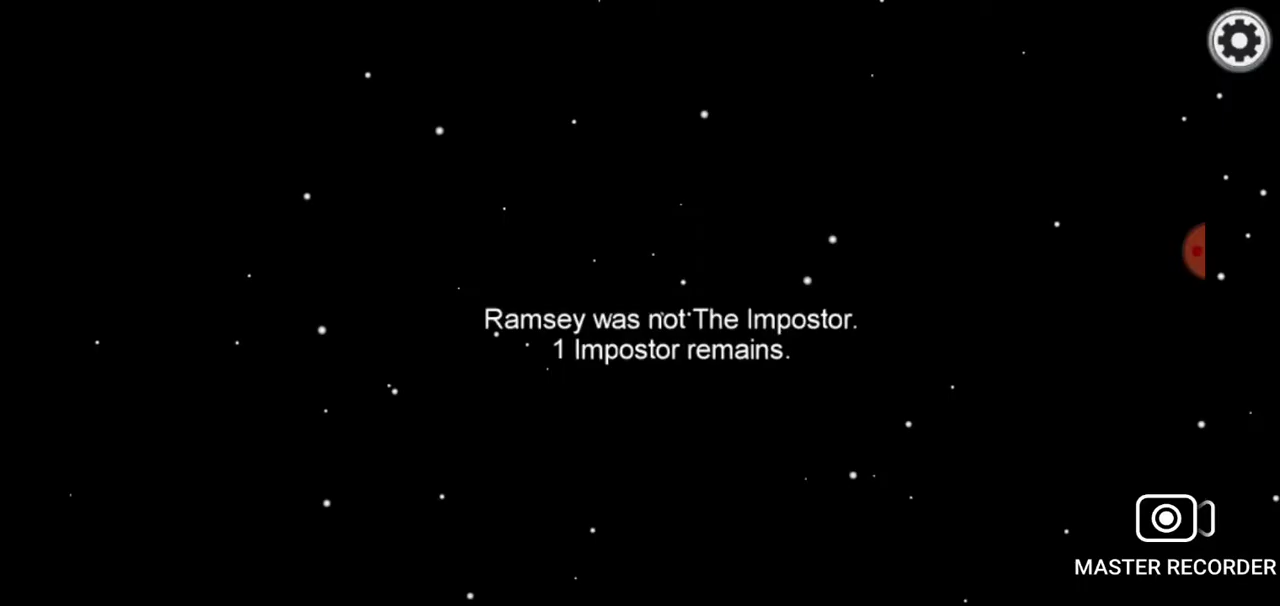 Ramsey was not The Impostor.
1 Impostor remains.
MASTER RECORDER